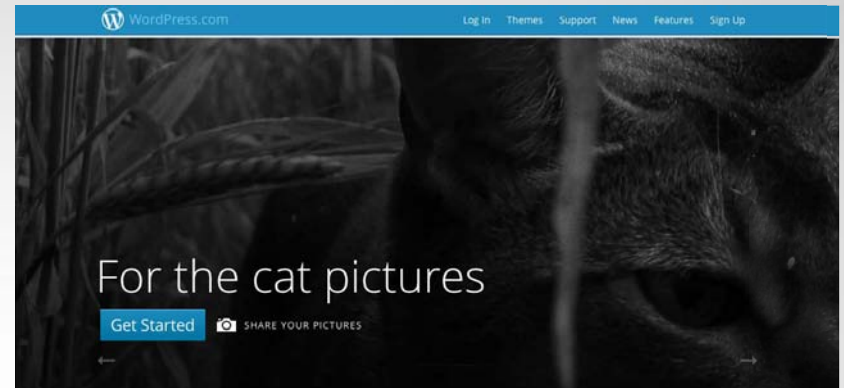 WordPress.com
Log In Themes Support News Features Sign Up
For the cat pictures
Get Started SHARE YOUR PICTURES